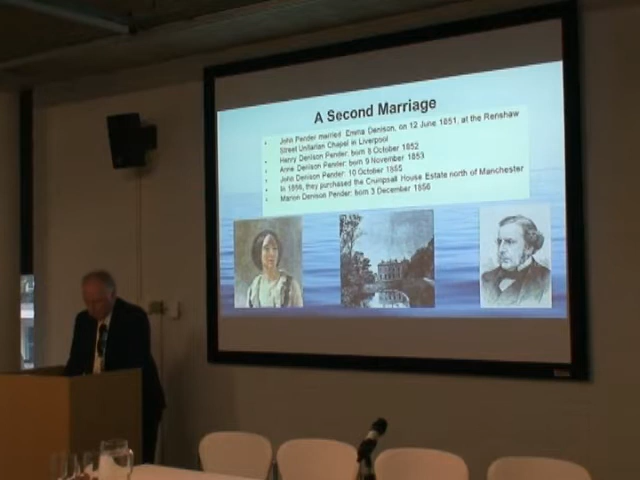 A Second Marriage
• John Pender married Emma Denison, on 12 June 1851, at the Renshaw
Street Unitarian Chapel in Liverpool
• Henry Denison Pender: born 8 October 1852
• Anne Denison Pender: born 9 November 1853
• John Denison Pender: 10 October 1855
• In 1856, they purchased the Crumpsall House Estate north of Manchester
• Marion Denison Pender: born 3 December 1856